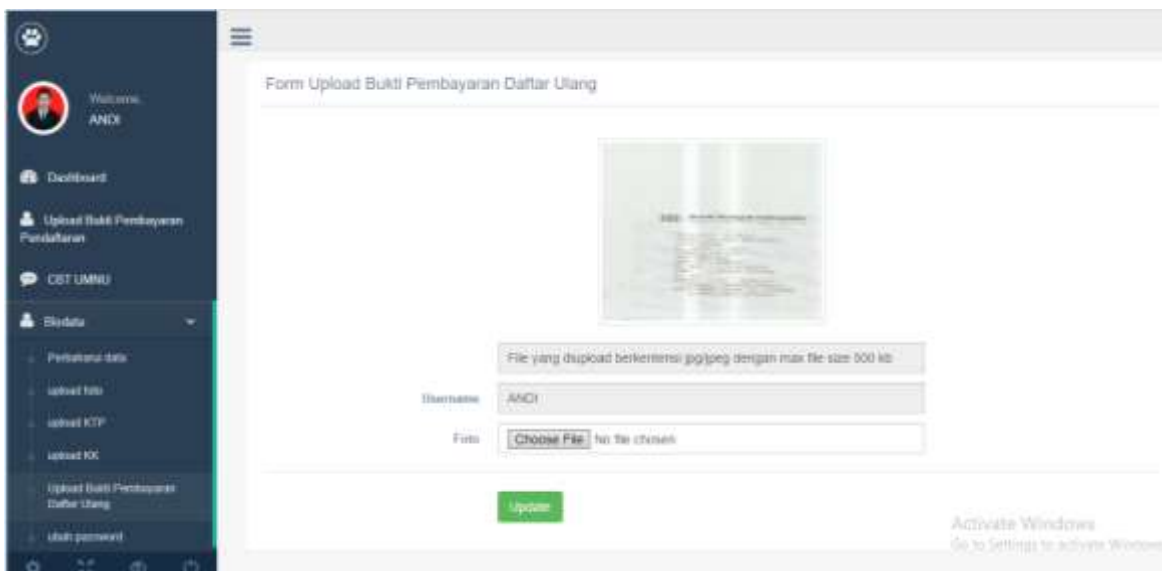 Welcome,
ANDI
Dashboard
Upload Bukti Pembayaran
Pendaftaran
CBT UMNU
Biodata
Perbaharui data
upload foto
upload KTP
upload KK
Upload Bukti Pembayaran
Daftar Ulang
ubah password
Form Upload Bukti Pembayaran Daftar Ulang
File yang diupload berkentensi jpg/jpeg dengan max file size 500 kb
Username
ANDI
Foto
Choose File No file chosen
Update
Activate Windows
Go to Settings to activate Windows